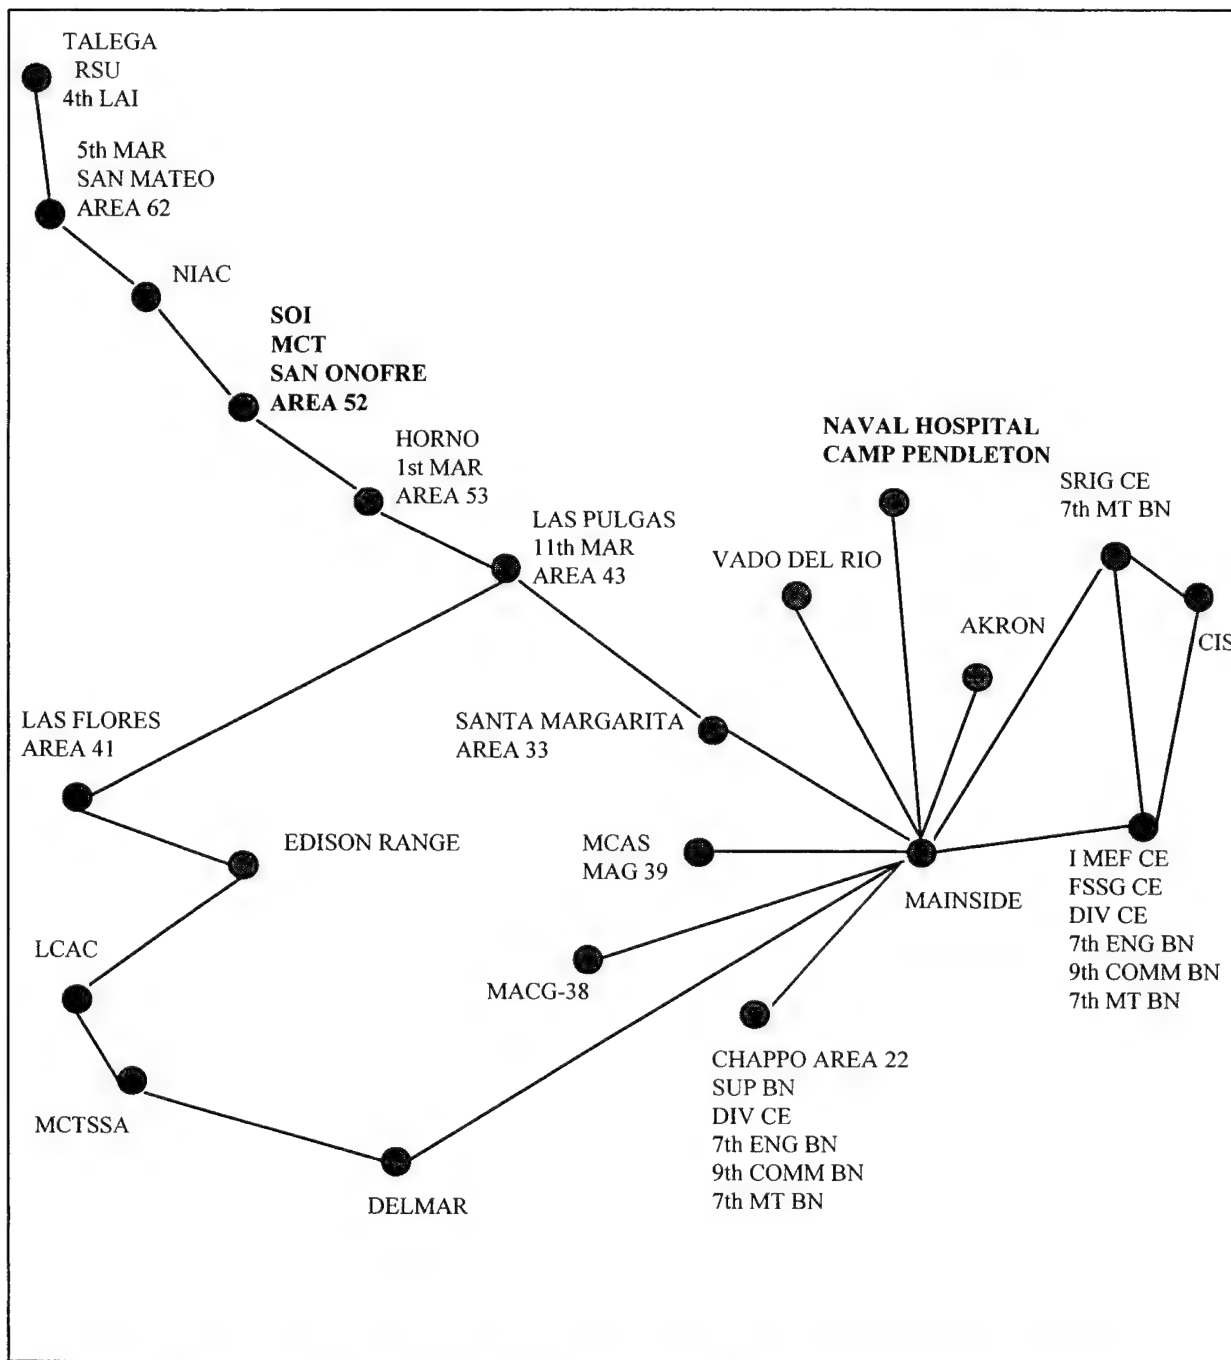 TALEGA
RSU
4th LAI
5th MAR
SAN MATEO
AREA 62
NIAC
SOI
MCT
SAN ONOFRE
AREA 52
HORNO
1st MAR
AREA 53
LAS PULGAS
11th MAR
AREA 43
NAVAL HOSPITAL
CAMP PENDLETON
SRIG CE
7th MT BN
VADO DEL RIO
AKRON
CIS
LAS FLORES
AREA 41
SANTA MARGARITA
AREA 33
EDISON RANGE
MCAS
MAG 39
MAINSIDE
I MEF CE
FSSG CE
DIV CE
7th ENG BN
9th COMM BN
7th MT BN
LCAC
MACG-38
MCTSSA
CHAPPO AREA 22
SUP BN
DIV CE
7th ENG BN
9th COMM BN
7th MT BN
DELMAR